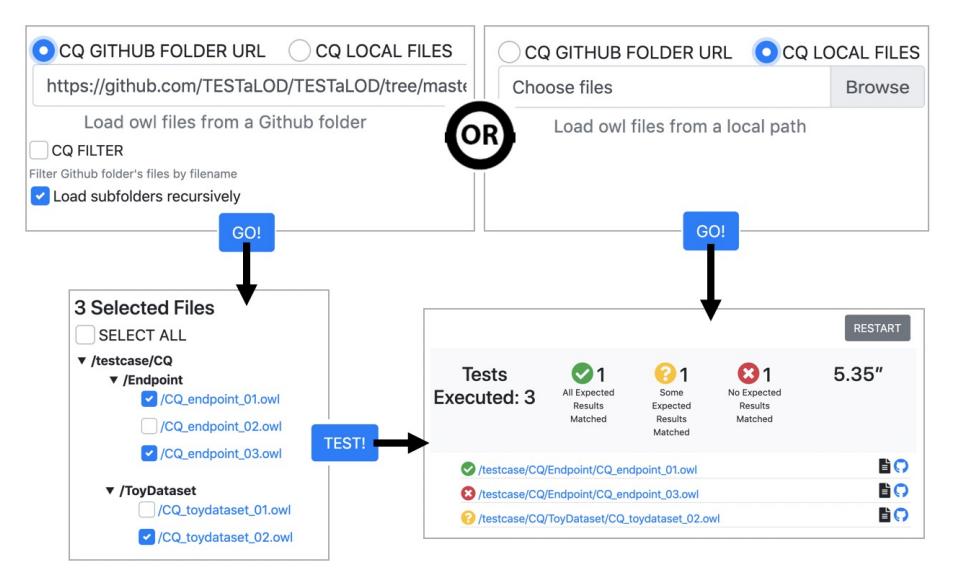 CQ GITHUB FOLDER URL CQ LOCAL FILES
https://github.com/TESTaLOD/TESTaLOD/tree/maste
Load owl files from a Github folder
CQ FILTER
Filter Github folder's files by filename
Load subfolders recursively
GO!
OR
CQ GITHUB FOLDER URL CQ LOCAL FILES
Choose files Browse
Load owl files from a local path
GO!
3 Selected Files
SELECT ALL
/testcase/CQ
/Endpoint
/CQ_endpoint_01.owl
/CQ_endpoint_02.owl
/CQ_endpoint_03.owl
/ToyDataset
/CQ_toydataset_01.owl
/CQ_toydataset_02.owl
TEST!
RESTART
Tests
Executed: 3
1
All Expected
Results
Matched
? 1
Some
Expected
Results
Matched
1
No Expected
Results
Matched
5.35"
/testcase/CQ/Endpoint/CQ_endpoint_01.owl
/testcase/CQ/Endpoint/CQ_endpoint_03.owl
? /testcase/CQ/ToyDataset/CQ_toydataset_02.owl